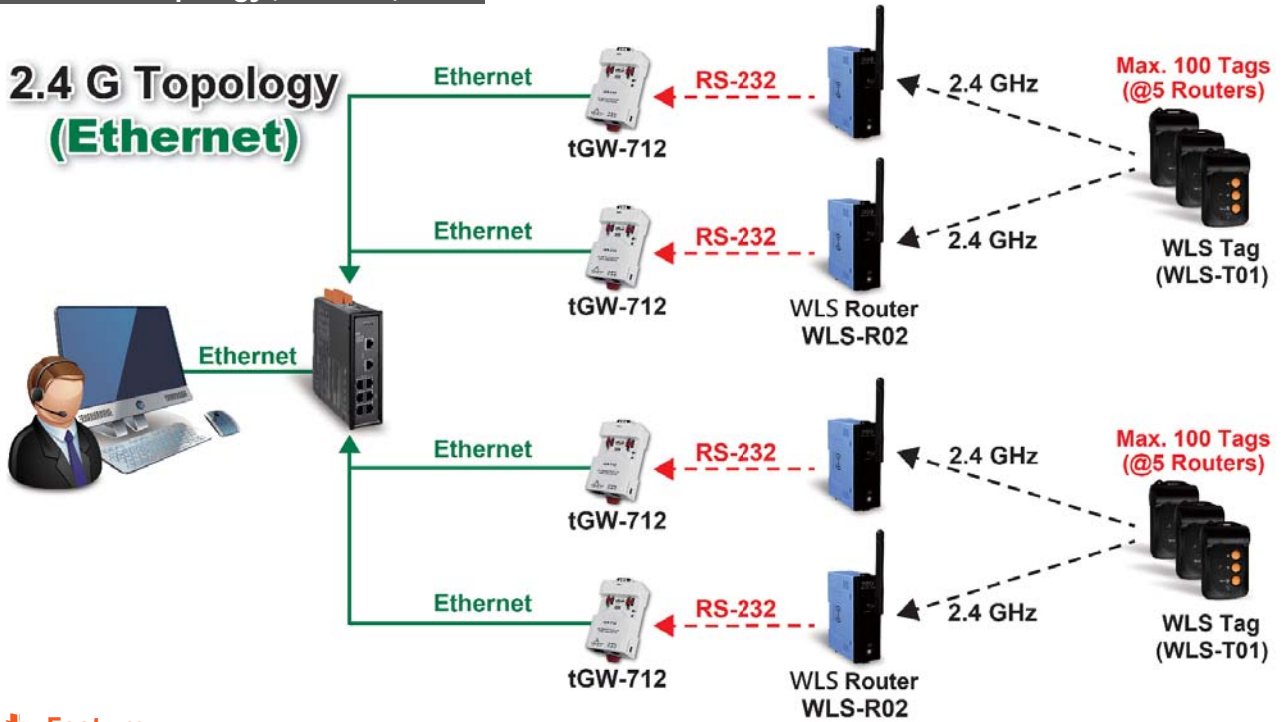 2.4 G Topology
(Ethernet)
Ethernet
tGW-712
RS-232
2.4 GHz
Max. 100 Tags
(@5 Routers)
Ethernet
tGW-712
RS-232
WLS Router
WLS-R02
2.4 GHz
WLS Tag
(WLS-T01)
Ethernet
Ethernet
tGW-712
RS-232
2.4 GHz
Max. 100 Tags
(@5 Routers)
Ethernet
tGW-712
RS-232
WLS Router
WLS-R02
2.4 GHz
WLS Tag
(WLS-T01)